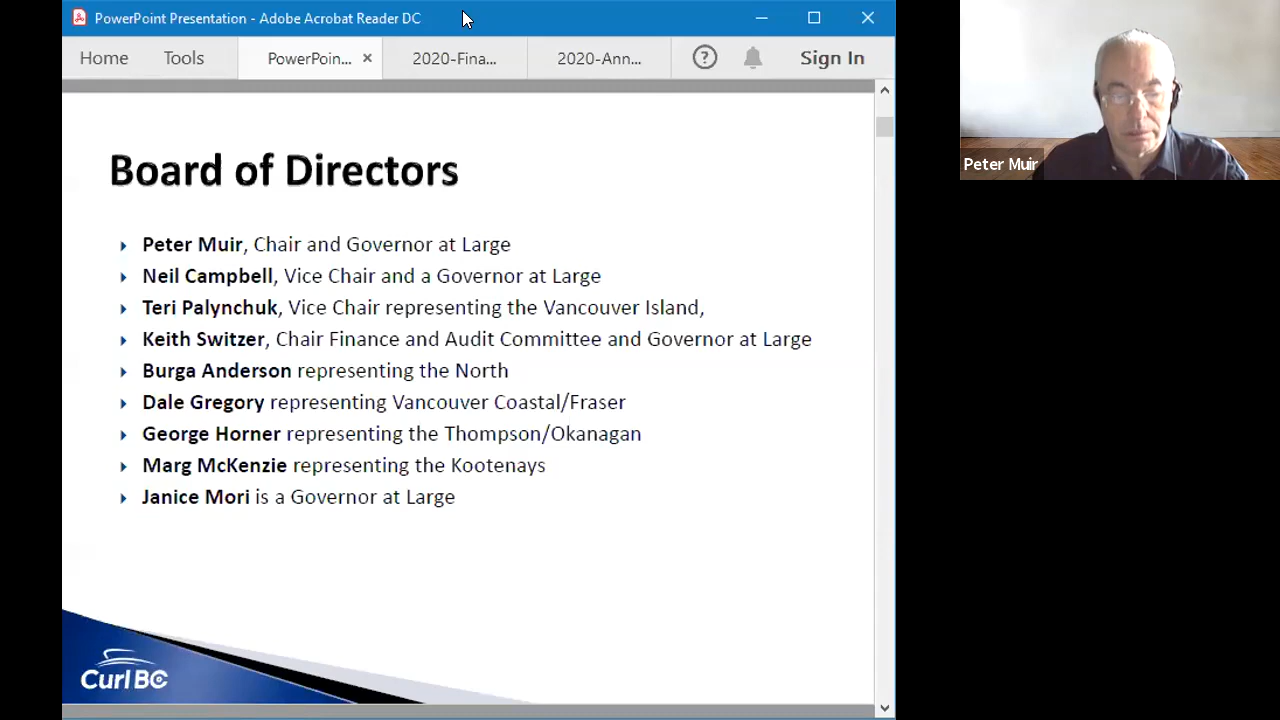 PowerPoint Presentation - Adobe Acrobat Reader DC
Home Tools PowerPoin... × 2020-Fina... 2020-Ann... ? Sign In
Board of Directors
Peter Muir, Chair and Governor at Large
Neil Campbell, Vice Chair and a Governor at Large
Teri Palynchuk, Vice Chair representing the Vancouver Island,
Keith Switzer, Chair Finance and Audit Committee and Governor at Large
Burga Anderson representing the North
Dale Gregory representing Vancouver Coastal/Fraser
George Horner representing the Thompson/Okanagan
Marg McKenzie representing the Kootenays
Janice Mori is a Governor at Large
Curl BC
Peter Muir